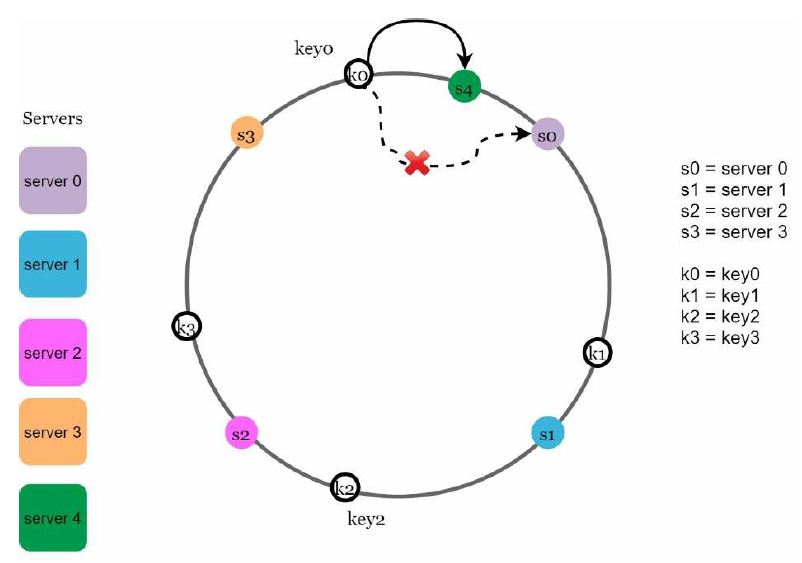 key0
k0
s4
s3
s0
Servers
server 0
server 1
server 2
server 3
server 4
k3
k1
s2
s1
k2
key2
s0 = server 0
s1 = server 1
s2 = server 2
s3 = server 3
k0 = key0
k1 = key1
k2 = key2
k3 = key3